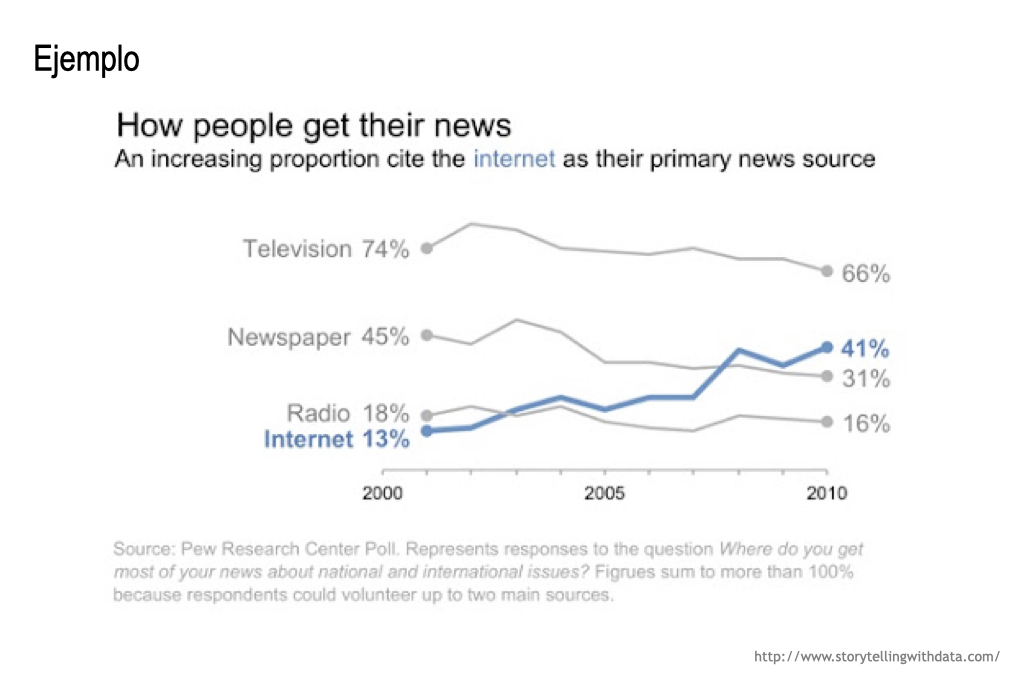 Ejemplo
How people get their news
An increasing proportion cite the internet as their primary news source
Television 74%
66%
Newspaper 45%
41%
31%
Radio 18%
16%
Internet 13%
2000 2005 2010
Source: Pew Research Center Poll. Represents responses to the question Where do you get
most of your news about national and international issues? Figrues sum to more than 100%
because respondents could volunteer up to two main sources.
http://www.storytellingwithdata.com/